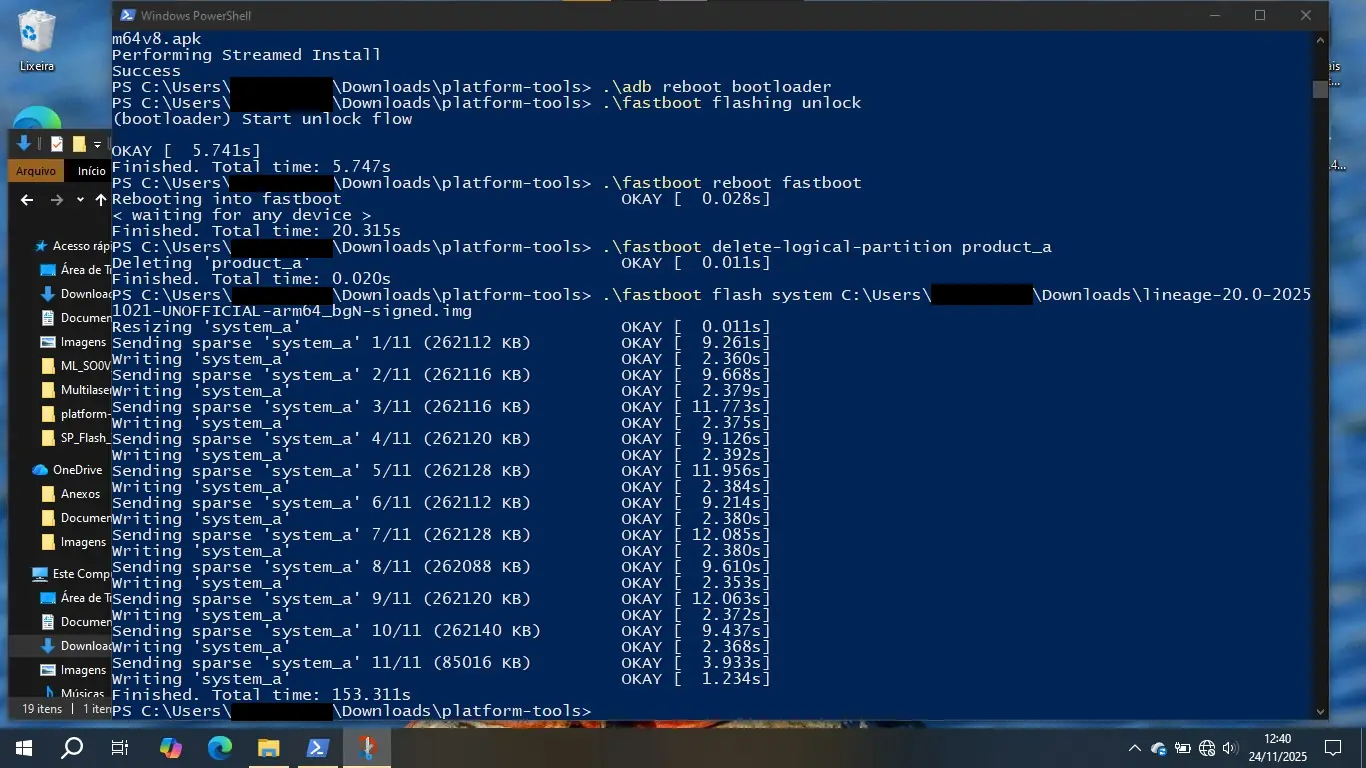 Lixeira
Windows PowerShell
m64v8.apk
Performing Streamed Install
Success
PS C:\Users\ \Downloads\platform-tools> .\adb reboot bootloader
PS C:\Users\ \Downloads\platform-tools> .\fastboot flashing unlock
(bootloader) Start unlock flow
OKAY [  5.741s]
Finished. Total time: 5.747s
PS C:\Users\ \Downloads\platform-tools> .\fastboot reboot fastboot
Rebooting into fastboot OKAY [  0.028s]
< waiting for any device >
Finished. Total time: 20.315s
PS C:\Users\ \Downloads\platform-tools> .\fastboot delete-logical-partition product_a
Deleting 'product_a' OKAY [  0.011s]
Finished. Total time: 0.020s
PS C:\Users\ \Downloads\platform-tools> .\fastboot flash system C:\Users\ \Downloads\lineage-20.0-2025
1021-UNOFFICIAL-arm64_bgN-signed.img
Resizing 'system_a' OKAY [  0.011s]
Sending sparse 'system_a' 1/11 (262112 KB) OKAY [  9.261s]
Writing 'system_a' OKAY [  2.360s]
Sending sparse 'system_a' 2/11 (262116 KB) OKAY [  9.668s]
Writing 'system_a' OKAY [  2.379s]
Sending sparse 'system_a' 3/11 (262116 KB) OKAY [ 11.773s]
Writing 'system_a' OKAY [  2.375s]
Sending sparse 'system_a' 4/11 (262120 KB) OKAY [  9.126s]
Writing 'system_a' OKAY [  2.392s]
Sending sparse 'system_a' 5/11 (262128 KB) OKAY [ 11.956s]
Writing 'system_a' OKAY [  2.384s]
Sending sparse 'system_a' 6/11 (262112 KB) OKAY [  9.214s]
Writing 'system_a' OKAY [  2.380s]
Sending sparse 'system_a' 7/11 (262128 KB) OKAY [ 12.085s]
Writing 'system_a' OKAY [  2.380s]
Sending sparse 'system_a' 8/11 (262088 KB) OKAY [  9.610s]
Writing 'system_a' OKAY [  2.353s]
Sending sparse 'system_a' 9/11 (262120 KB) OKAY [ 12.063s]
Writing 'system_a' OKAY [  2.372s]
Sending sparse 'system_a' 10/11 (262140 KB) OKAY [  9.437s]
Writing 'system_a' OKAY [  2.368s]
Sending sparse 'system_a' 11/11 (85016 KB) OKAY [  3.933s]
Writing 'system_a' OKAY [  1.234s]
Finished. Total time: 153.311s
PS C:\Users\ \Downloads\platform-tools>
Arquivo Início
Acesso rápi
Área de T
Download
Documen
Imagens
ML_SO0V
Multilaser
platform-
SP_Flash_
OneDrive
Anexos
Documen
Imagens
Este Comp
Área de T
Documen
Download
Imagens
Músicas
19 itens 1 iten
ais
...
.4...
12:40
24/11/2025